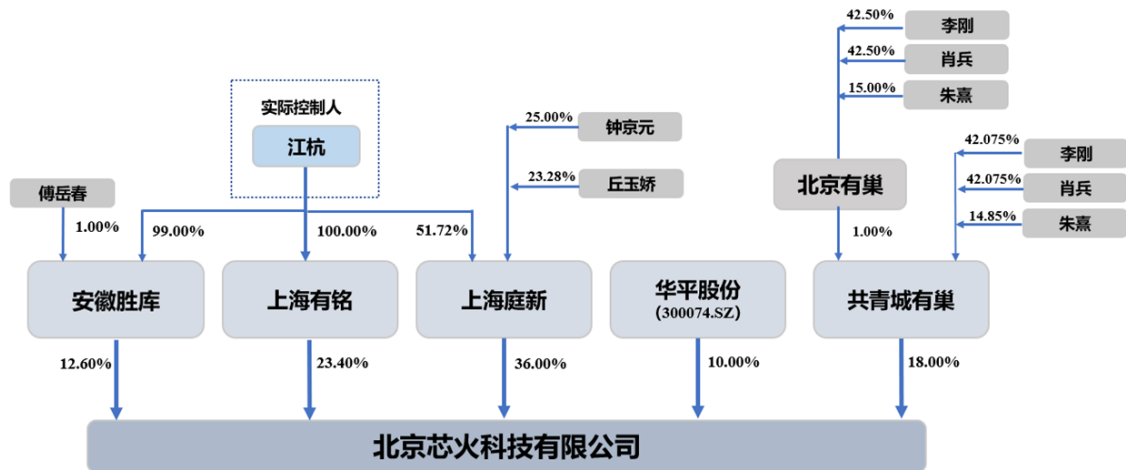 42.50%
李刚
42.50%
肖兵
15.00%
朱熹
实际控制人
江杭
25.00%
钟京元
23.28%
丘玉娇
42.075%
李刚
42.075%
肖兵
14.85%
朱熹
北京有巢
傅岳春
1.00%
99.00%
100.00%
51.72%
1.00%
安徽胜库
上海有铭
上海庭新
华平股份
(300074.SZ)
共青城有巢
12.60%
23.40%
36.00%
10.00%
18.00%
北京芯火科技有限公司